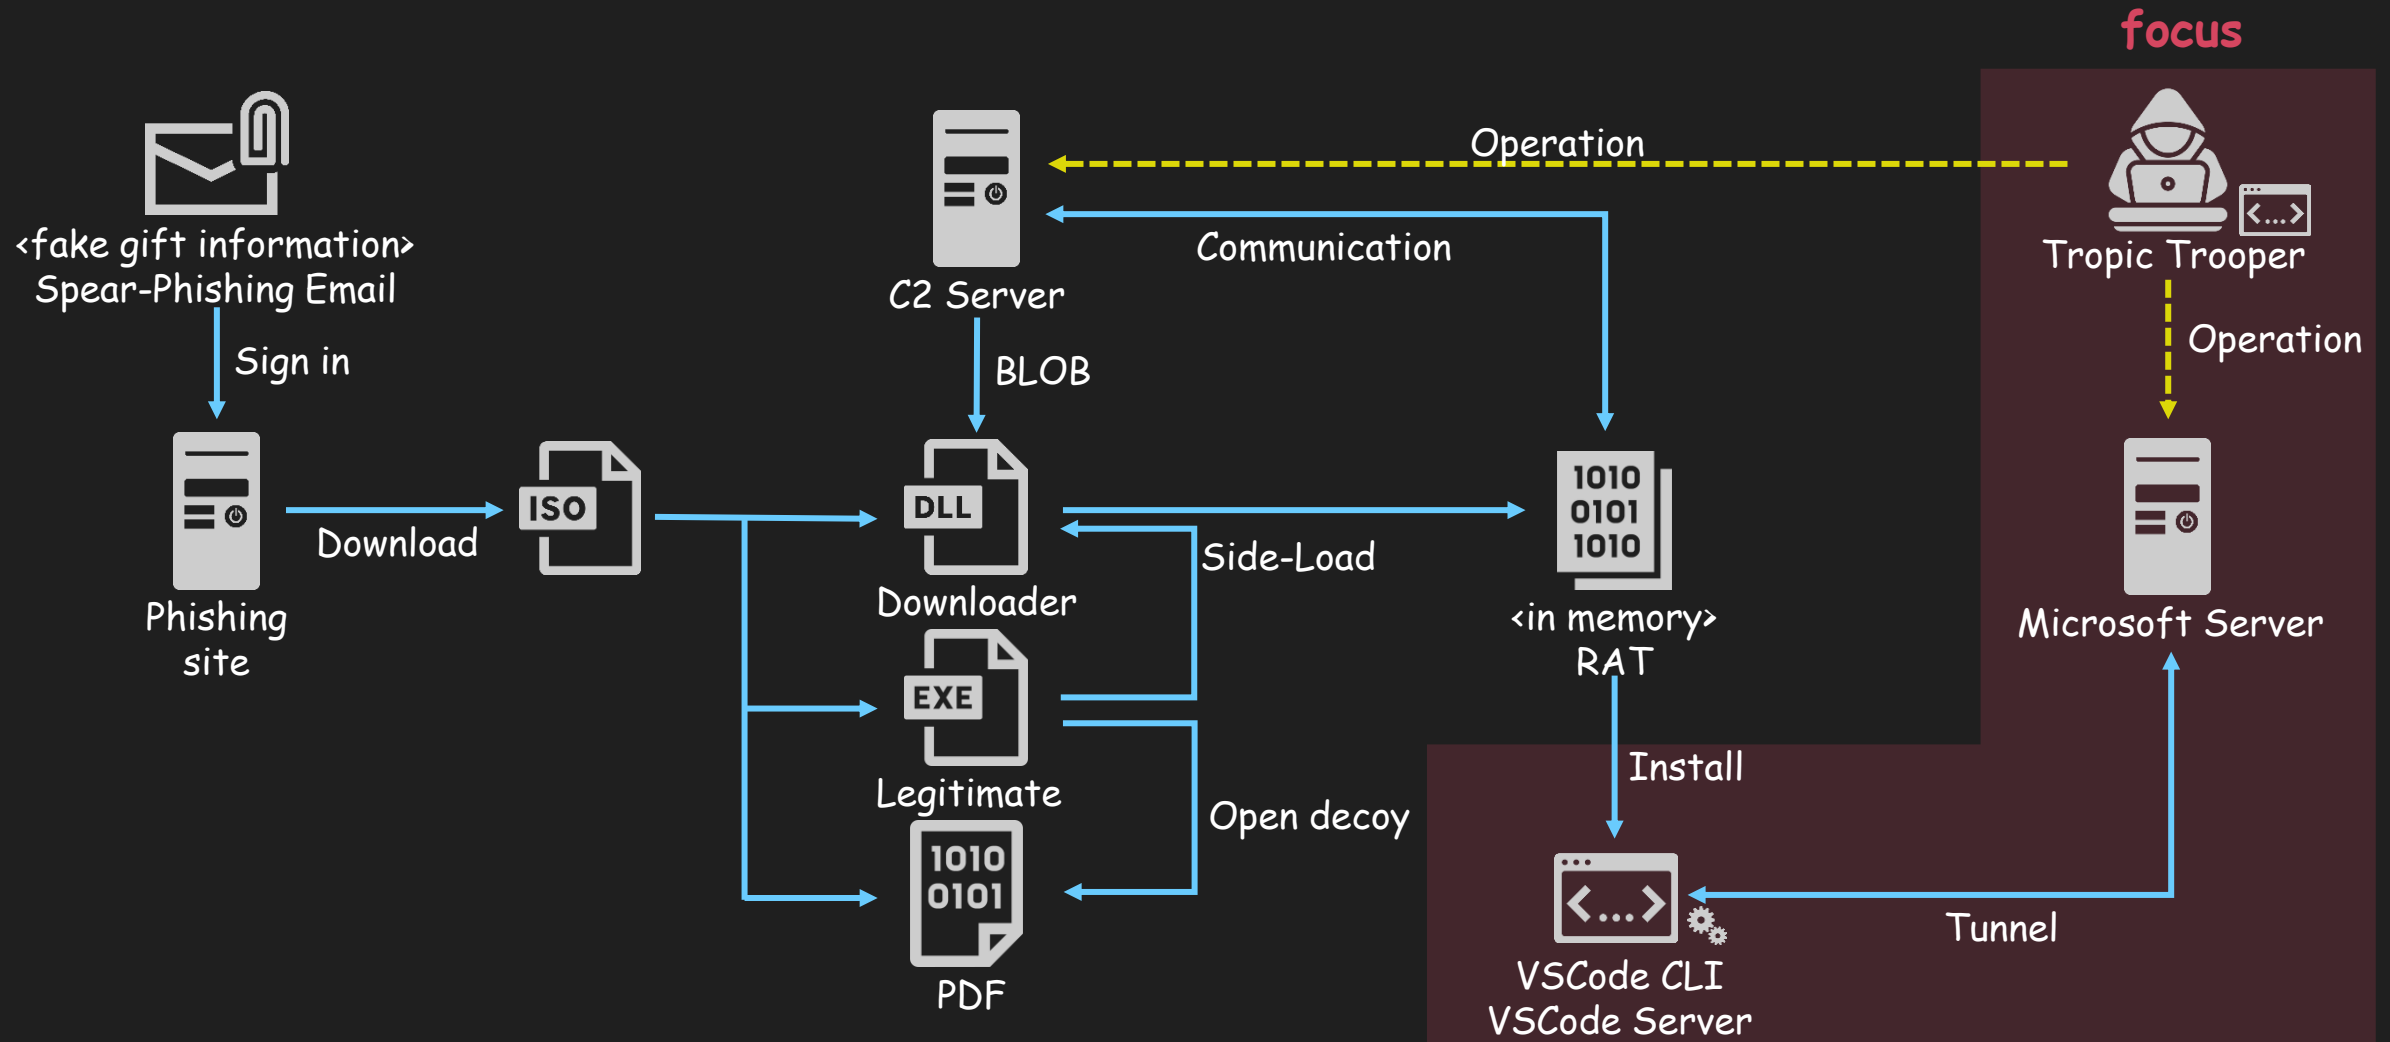 focus
Operation
<fake gift information>
Spear-Phishing Email
Communication
Tropic Trooper
C2 Server
Sign in
BLOB
Operation
1010
0101
1010
ISO
DLL
Download
Side-Load
Downloader
Phishing
site
<in memory>
RAT
Microsoft Server
EXE
Install
Legitimate
Open decoy
1010
0101
<...>
Tunnel
PDF
VSCode CLI
VSCode Server
<...>